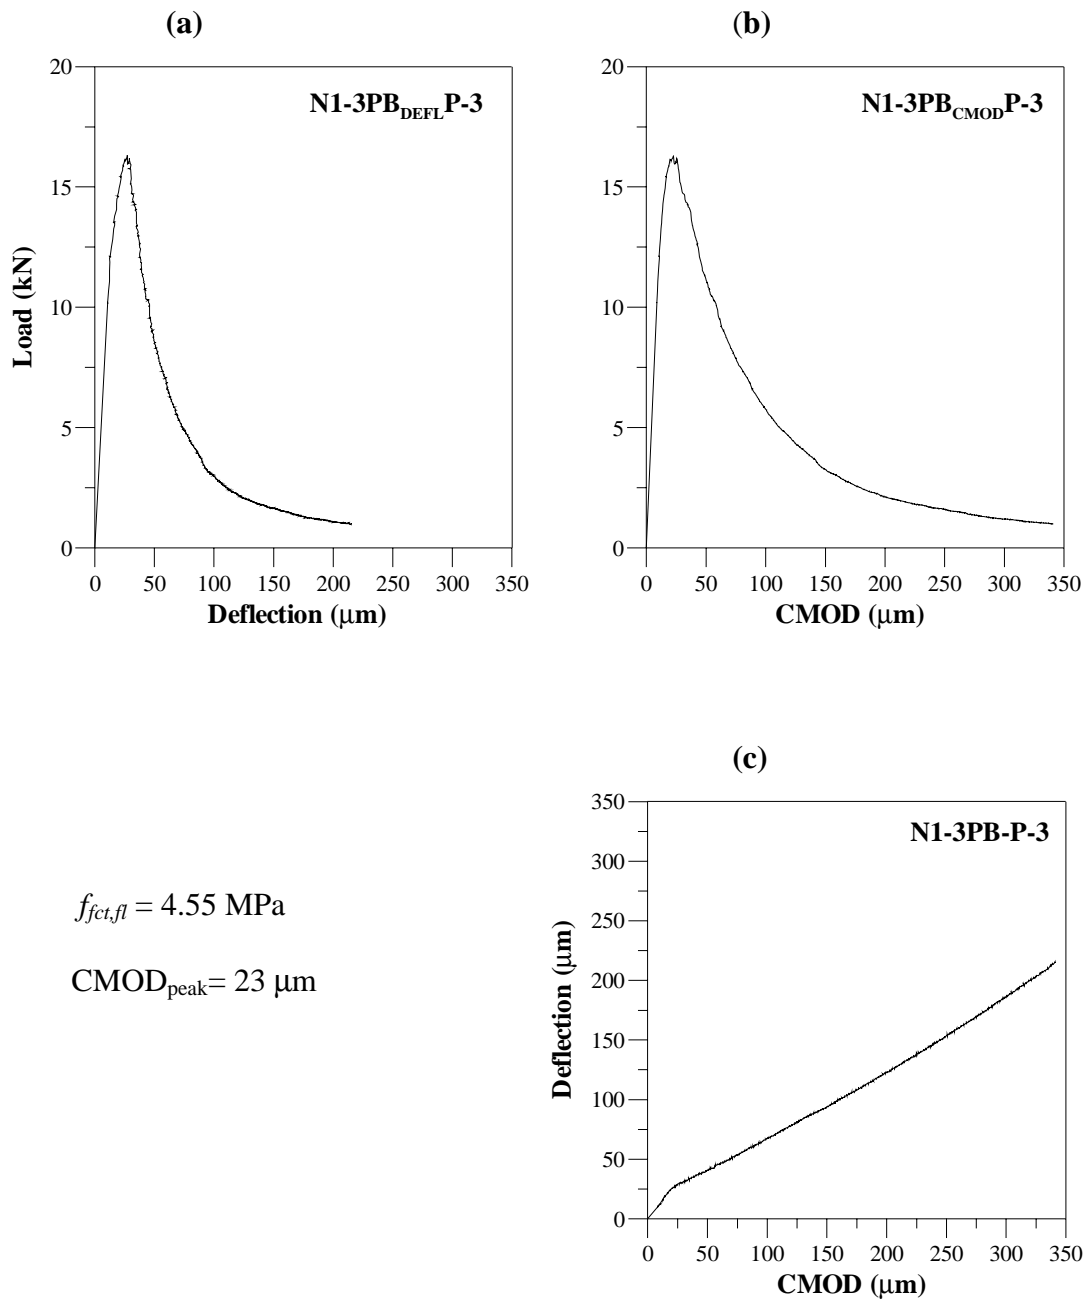 (a)
N1-3PB_DEFL P-3
20
15
10
5
0
Load (kN)
0 50 100 150 200 250 300 350
Deflection (μm)
(b)
N1-3PB_CMOD P-3
20
15
10
5
0
0 50 100 150 200 250 300 350
CMOD (μm)
f_fct,fl = 4.55 MPa
CMOD_peak= 23 μm
(c)
N1-3PB-P-3
350
300
250
200
150
100
50
0
Deflection (μm)
0 50 100 150 200 250 300 350
CMOD (μm)